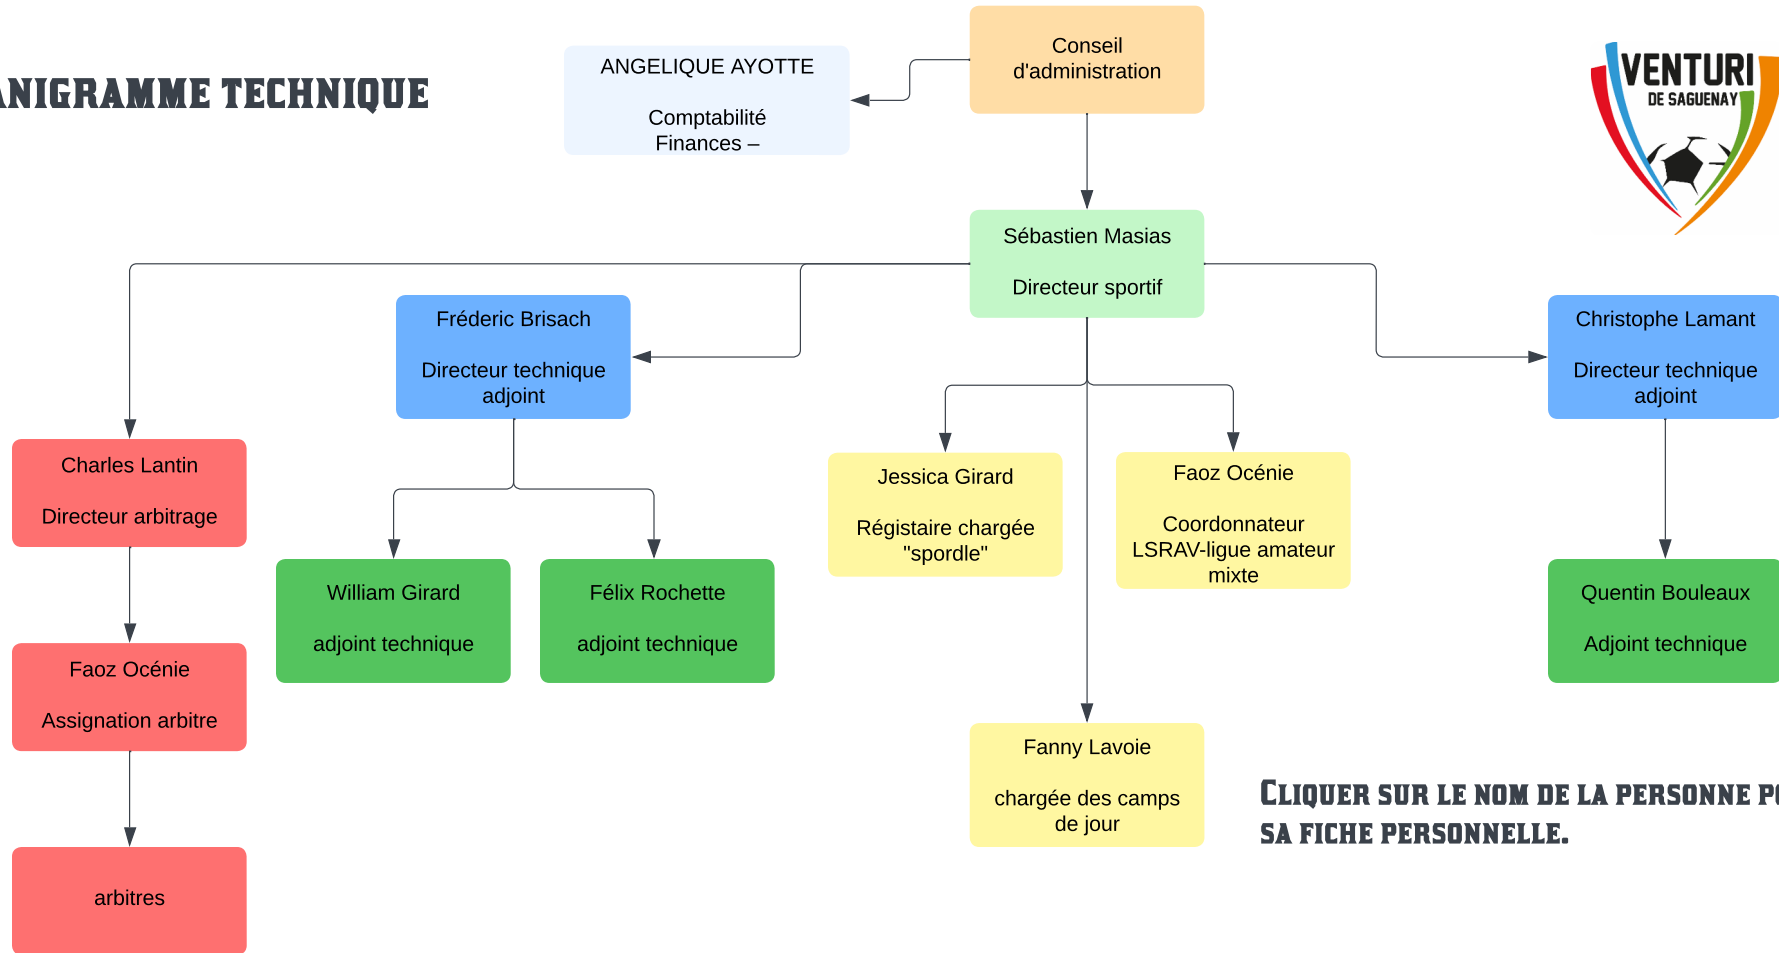 ANIGRAMME TECHNIQUE
ANGELIQUE AYOTTE
Comptabilité
Finances –
Conseil
d'administration
VENTURI
DE SAGUENAY
Sébastien Masias
Directeur sportif
Fréderic Brisach
Directeur technique
adjoint
Christophe Lamant
Directeur technique
adjoint
Charles Lantin
Directeur arbitrage
Jessica Girard
Régistaire chargée
"spordle"
Faoz Océnie
Coordonnateur
LSRAV-ligue amateur
mixte
William Girard
adjoint technique
Félix Rochette
adjoint technique
Quentin Bouleaux
Adjoint technique
Faoz Océnie
Assignation arbitre
Fanny Lavoie
chargée des camps
de jour
Cliquer sur le nom de la personne
sa fiche personnelle.
arbitres